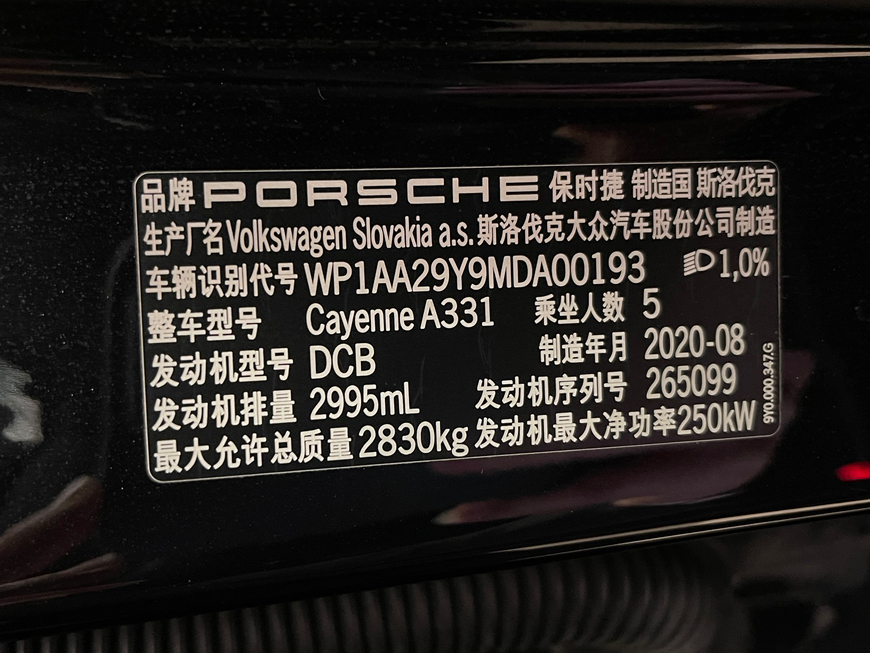 品牌 PORSCHE 保时捷 制造国 斯洛伐克
生产厂名 Volkswagen Slovakia a.s. 斯洛伐克大众汽车股份公司制造
车辆识别代号 WP1AA29Y9MDA00193 1,0%
整车型号 Cayenne A331 乘坐人数 5
发动机型号 DCB 制造年月 2020-08
发动机排量 2995mL 发动机序列号 265099
最大允许总质量 2830kg 发动机最大净功率 250kW
9Y0.000.347.G